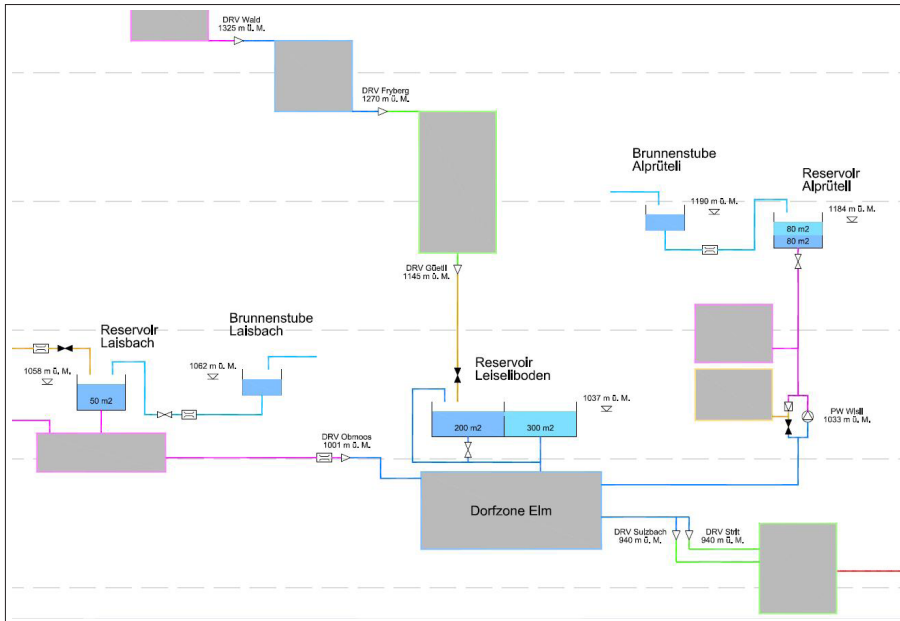 DRV Wald
1325 m ü. M.
DRV Fryberg
1270 m ü. M.
Brunnenstube
Alprüteli
Reservoir
Alprüteli
1190 m ü. M.
1184 m ü. M.
80 m2
80 m2
DRV Güetli
1145 m ü. M.
Reservoir
Laisbach
Brunnenstube
Laisbach
1058 m ü. M.
1062 m ü. M.
50 m2
Reservoir
Leiseliboden
1037 m ü. M.
200 m2
300 m2
PW Wisli
1033 m ü. M.
DRV Obmoos
1001 m ü. M.
Dorfzone Elm
DRV Sulzbach
940 m ü. M.
DRV Strit
940 m ü. M.